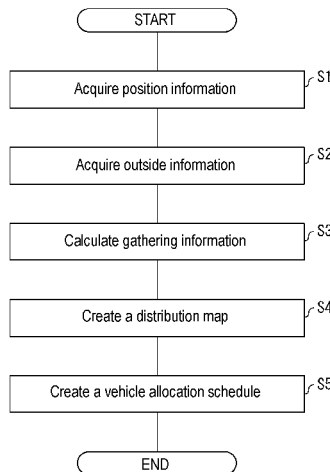 START
Acquire position information
S1
Acquire outside information
S2
Calculate gathering information
S3
Create a distribution map
S4
Create a vehicle allocation schedule
S5
END